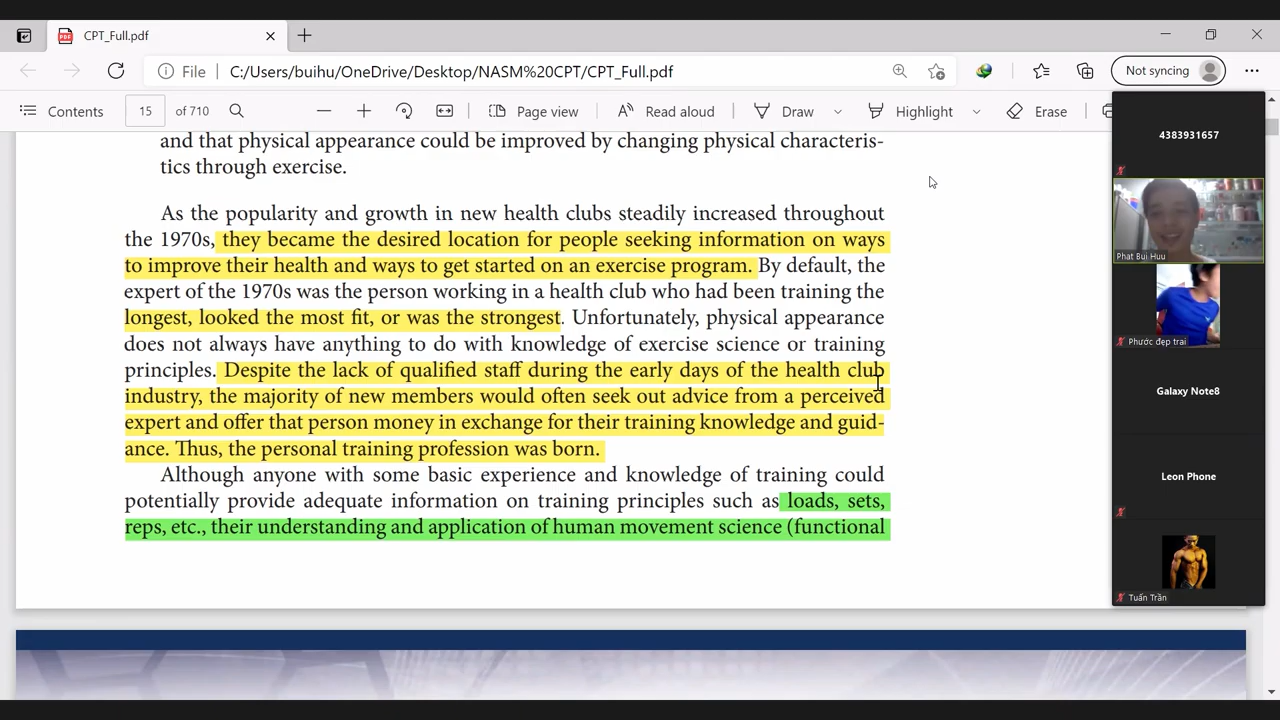 CPT_Full.pdf
File
C:/Users/buihu/OneDrive/Desktop/NASM%20CPT/CPT_Full.pdf
Not syncing
Contents
15
of 710
Page view
Read aloud
Draw
Highlight
Erase
and that physical appearance could be improved by changing physical characteris-
tics through exercise.
As the popularity and growth in new health clubs steadily increased throughout
the 1970s, they became the desired location for people seeking information on ways
to improve their health and ways to get started on an exercise program. By default, the
expert of the 1970s was the person working in a health club who had been training the
longest, looked the most fit, or was the strongest. Unfortunately, physical appearance
does not always have anything to do with knowledge of exercise science or training
principles. Despite the lack of qualified staff during the early days of the health club
industry, the majority of new members would often seek out advice from a perceived
expert and offer that person money in exchange for their training knowledge and guid-
ance. Thus, the personal training profession was born.
Although anyone with some basic experience and knowledge of training could
potentially provide adequate information on training principles such as loads, sets,
reps, etc., their understanding and application of human movement science (functional
4383931657
Phat Bui Huu
Phước đẹp trai
Galaxy Note8
Leon Phone
Tuấn Trần